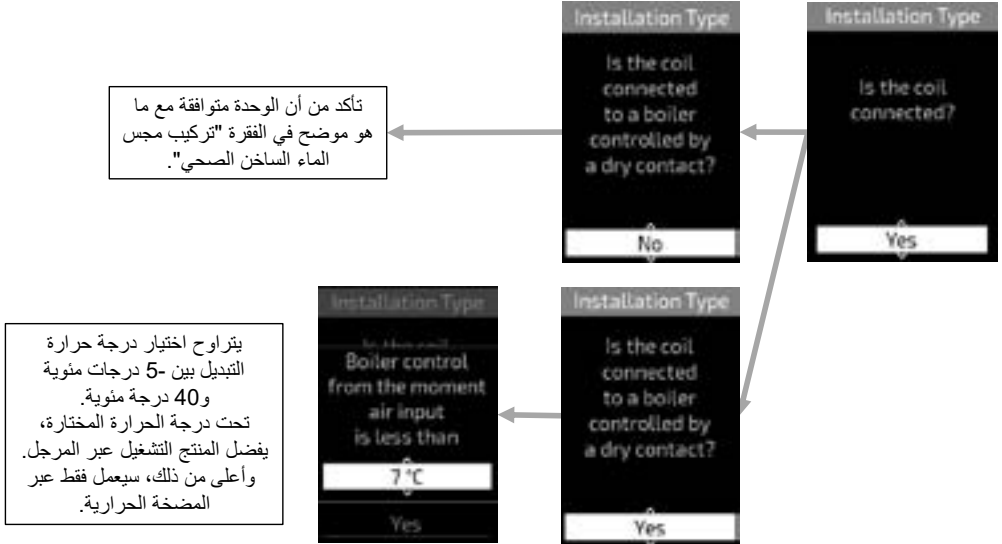 Installation Type
Is the coil
connected?
Yes
Installation Type
Is the coil
connected
to a boiler
controlled by
a dry contact?
No
تأكد من أن الوحدة متوافقة مع ما
هو موضح في الفقرة "تركيب مجس
الماء الساخن الصحي".
Installation Type
Is the coil
connected
to a boiler
controlled by
a dry contact?
Yes
Installation Type
Is the coil
Boiler control
from the moment
air input
is less than
7 °C
Yes
يتراوح اختيار درجة حرارة
التبديل بين -5 درجات مئوية
و40 درجة مئوية.
تحت درجة الحرارة المختارة،
يفضل المنتج التشغيل عبر المرجل.
وأعلى من ذلك، سيعمل فقط عبر
المضخة الحرارية.